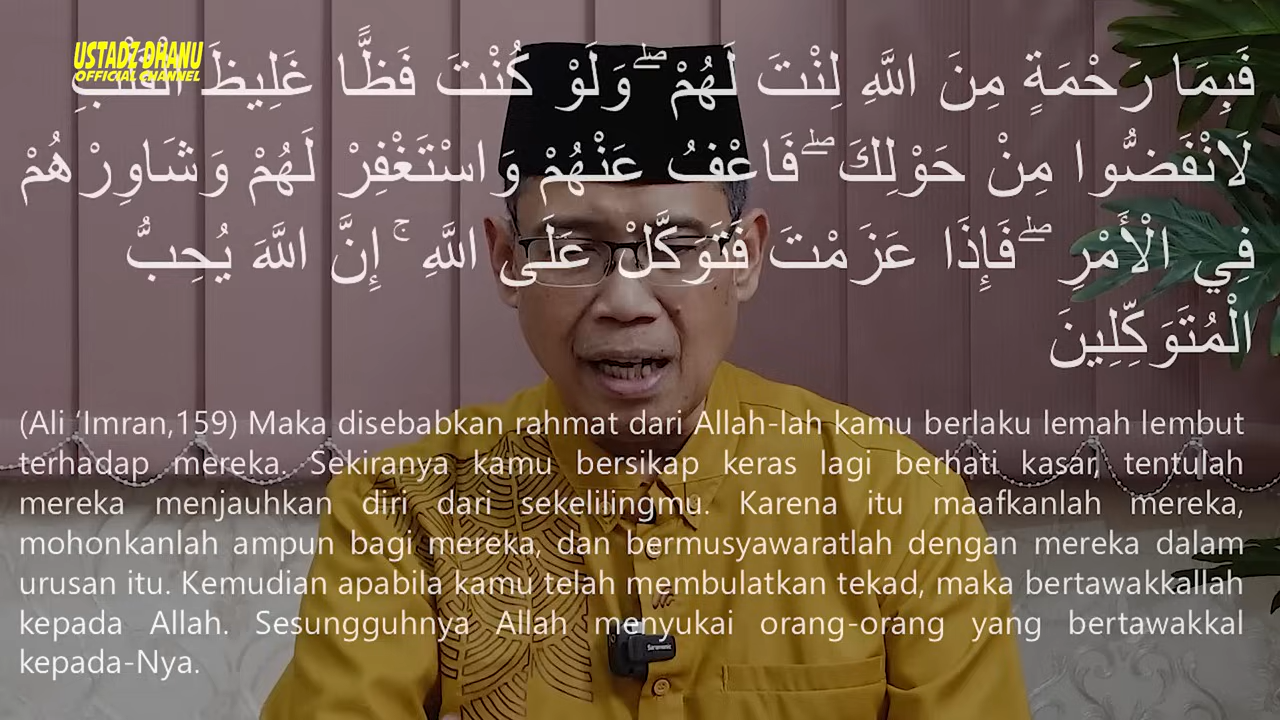 USTADZ DHANU
OFFICIAL CHANNEL
فَبِمَا رَحْمَةٍ مِنَ اللَّهِ لِنْتَ لَهُمْ ۖ وَلَوْ كُنْتَ فَظًّا غَلِيظَ الْقَلْبِ
لَانْفَضُّوا مِنْ حَوْلِكَ ۖ فَاعْفُ عَنْهُمْ وَاسْتَغْفِرْ لَهُمْ وَشَاوِرْهُمْ
فِي الْأَمْرِ ۖ فَإِذَا عَزَمْتَ فَتَوَكَّلْ عَلَى اللَّهِ ۚ إِنَّ اللَّهَ يُحِبُّ
الْمُتَوَكِّلِينَ
(Ali ‘Imran,159) Maka disebabkan rahmat dari Allah-lah kamu berlaku lemah lembut
terhadap mereka. Sekiranya kamu bersikap keras lagi berhati kasar, tentulah
mereka menjauhkan diri dari sekelilingmu. Karena itu maafkanlah mereka,
mohonkanlah ampun bagi mereka, dan bermusyawaratlah dengan mereka dalam
urusan itu. Kemudian apabila kamu telah membulatkan tekad, maka bertawakkallah
kepada Allah. Sesungguhnya Allah menyukai orang-orang yang bertawakkal
kepada-Nya.
Saramonic